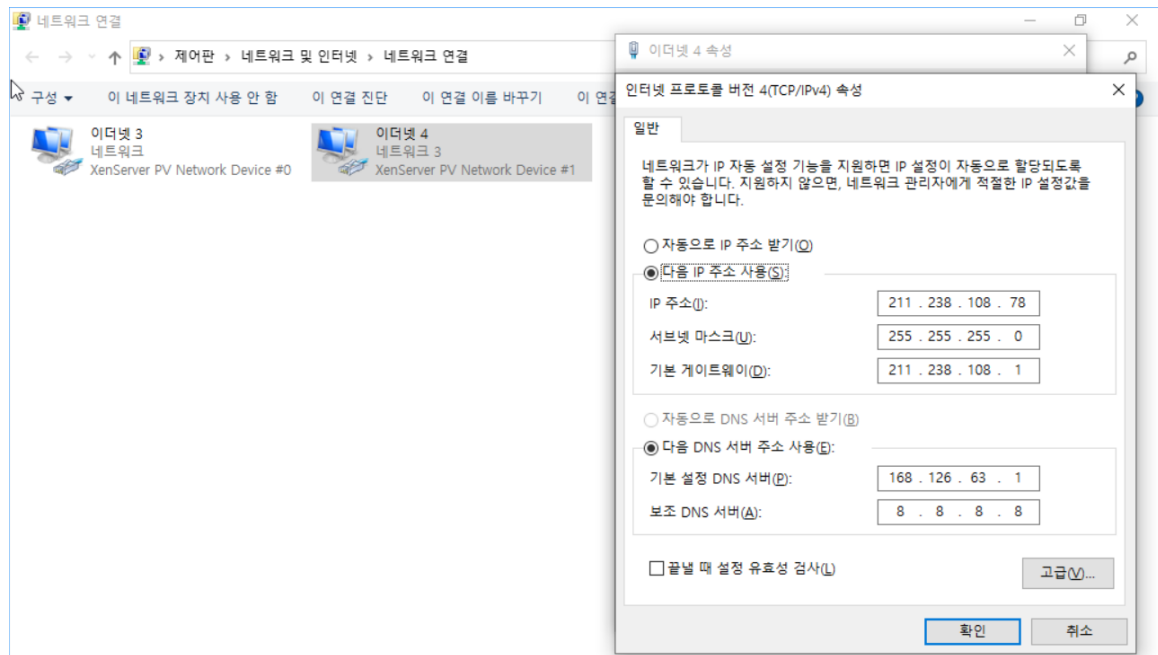 네트워크 연결
제어판 › 네트워크 및 인터넷 › 네트워크 연결
구성 이 네트워크 장치 사용 안 함 이 연결 진단 이 연결 이름 바꾸기 이 연결
이더넷 3
네트워크
XenServer PV Network Device #0
이더넷 4
네트워크 3
XenServer PV Network Device #1
이더넷 4 속성
인터넷 프로토콜 버전 4(TCP/IPv4) 속성
일반
네트워크가 IP 자동 설정 기능을 지원하면 IP 설정이 자동으로 할당되도록
할 수 있습니다. 지원하지 않으면, 네트워크 관리자에게 적절한 IP 설정값을
문의해야 합니다.
자동으로 IP 주소 받기(O)
다음 IP 주소 사용(S):
IP 주소(I): 211 . 238 . 108 . 78
서브넷 마스크(U): 255 . 255 . 255 . 0
기본 게이트웨이(D): 211 . 238 . 108 . 1
자동으로 DNS 서버 주소 받기(B)
다음 DNS 서버 주소 사용(E):
기본 설정 DNS 서버(P): 168 . 126 . 63 . 1
보조 DNS 서버(A): 8 . 8 . 8 . 8
끝낼 때 설정 유효성 검사(L)
고급(V)...
확인 취소